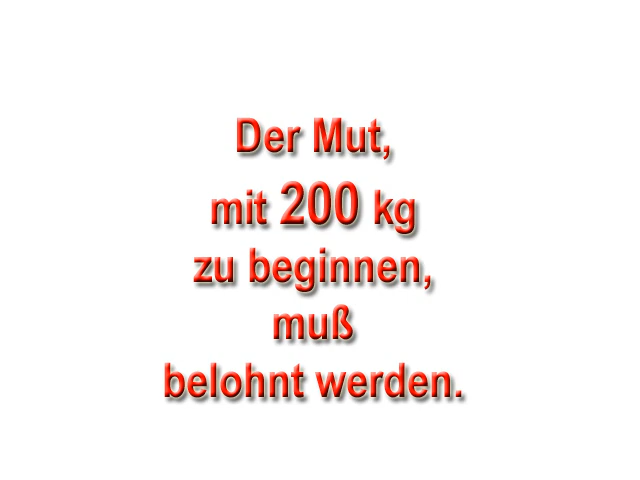 Der Mut,
mit 200 kg
zu beginnen,
muß
belohnt werden.